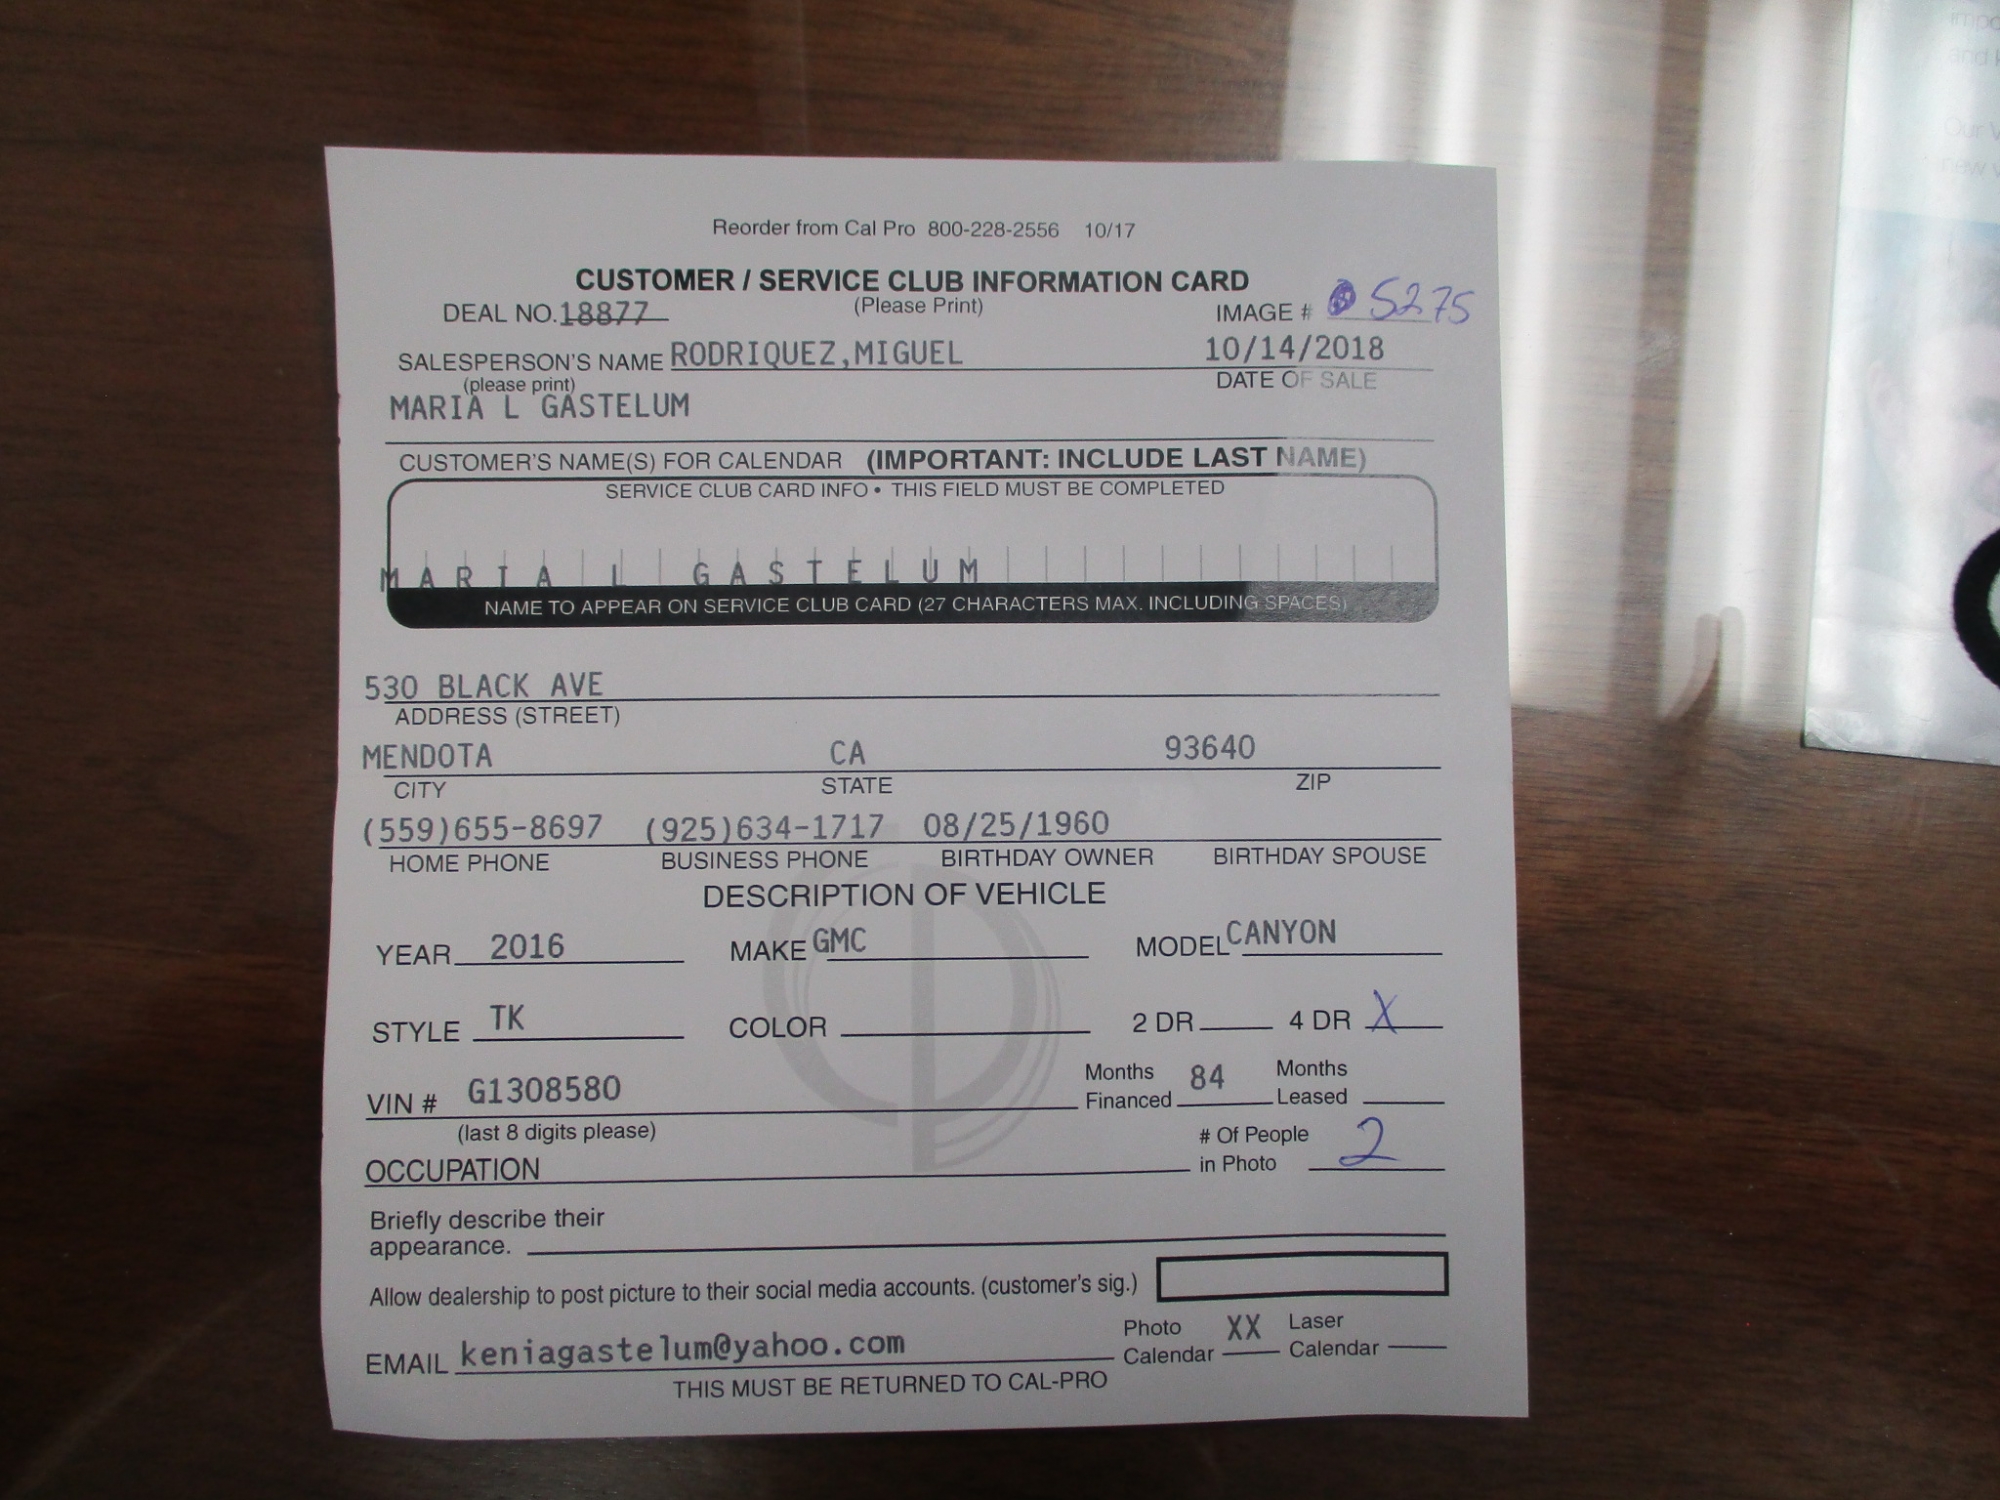 Reorder from Cal Pro 800-228-2556 10/17
CUSTOMER / SERVICE CLUB INFORMATION CARD
DEAL NO. 18877 (Please Print) IMAGE # 5275
SALESPERSON'S NAME RODRIQUEZ,MIGUEL 10/14/2018
(please print) DATE OF SALE
MARIA L GASTELUM
CUSTOMER'S NAME(S) FOR CALENDAR (IMPORTANT: INCLUDE LAST NAME)
SERVICE CLUB CARD INFO • THIS FIELD MUST BE COMPLETED
MARIA L GASTELUM
NAME TO APPEAR ON SERVICE CLUB CARD (27 CHARACTERS MAX. INCLUDING SPACES)
530 BLACK AVE
ADDRESS (STREET)
MENDOTA CA 93640
CITY STATE ZIP
(559)655-8697 (925)634-1717 08/25/1960
HOME PHONE BUSINESS PHONE BIRTHDAY OWNER BIRTHDAY SPOUSE
DESCRIPTION OF VEHICLE
YEAR 2016 MAKE GMC MODEL CANYON
STYLE TK COLOR 2 DR 4 DR X
VIN # G1308580 Months Financed 84 Months Leased
(last 8 digits please)
OCCUPATION # Of People in Photo 2
Briefly describe their
appearance.
Allow dealership to post picture to their social media accounts. (customer's sig.)
EMAIL keniagastelum@yahoo.com Photo Calendar XX Laser Calendar
THIS MUST BE RETURNED TO CAL-PRO
and
Our
new